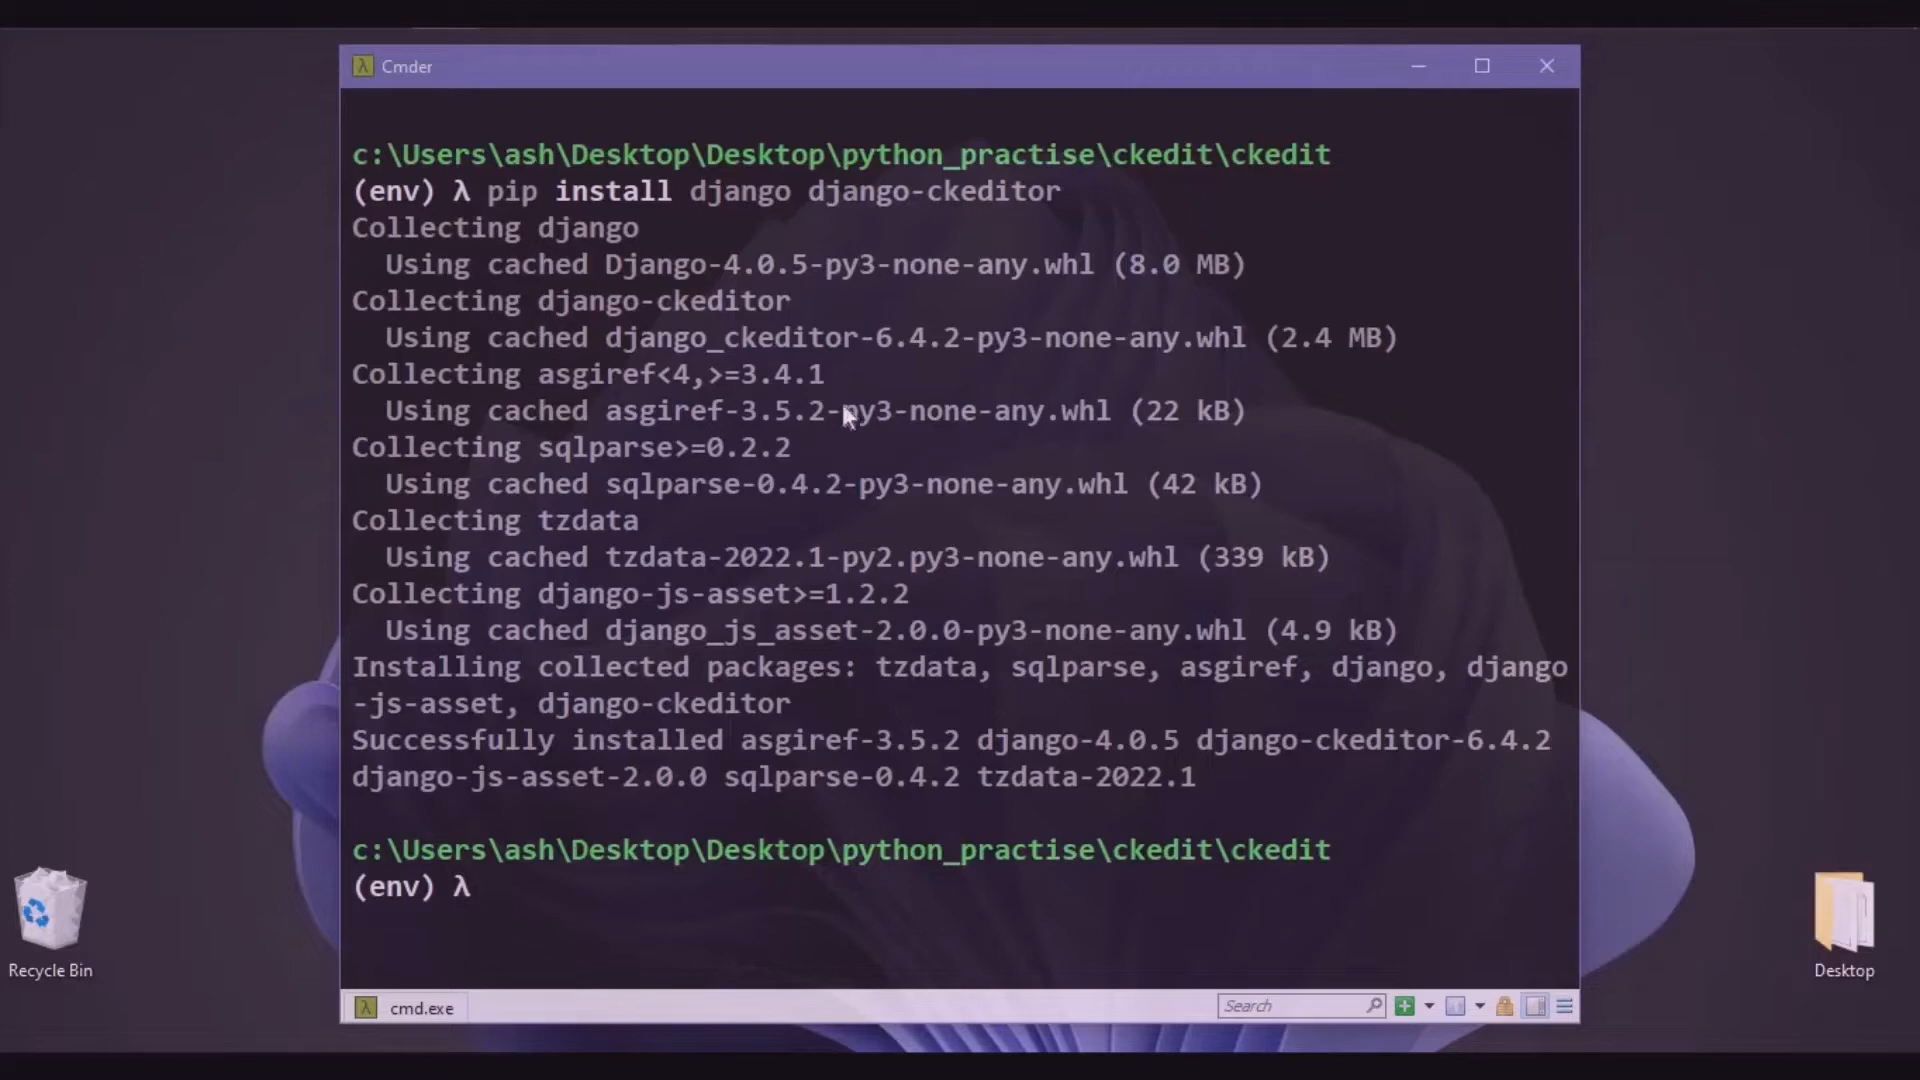 λ Cmder
c:\Users\ash\Desktop\Desktop\python_practise\ckedit\ckedit
(env) λ pip install django django-ckeditor
Collecting django
  Using cached Django-4.0.5-py3-none-any.whl (8.0 MB)
Collecting django-ckeditor
  Using cached django_ckeditor-6.4.2-py3-none-any.whl (2.4 MB)
Collecting asgiref<4,>=3.4.1
  Using cached asgiref-3.5.2-py3-none-any.whl (22 kB)
Collecting sqlparse>=0.2.2
  Using cached sqlparse-0.4.2-py3-none-any.whl (42 kB)
Collecting tzdata
  Using cached tzdata-2022.1-py2.py3-none-any.whl (339 kB)
Collecting django-js-asset>=1.2.2
  Using cached django_js_asset-2.0.0-py3-none-any.whl (4.9 kB)
Installing collected packages: tzdata, sqlparse, asgiref, django, django
-js-asset, django-ckeditor
Successfully installed asgiref-3.5.2 django-4.0.5 django-ckeditor-6.4.2
django-js-asset-2.0.0 sqlparse-0.4.2 tzdata-2022.1
c:\Users\ash\Desktop\Desktop\python_practise\ckedit\ckedit
(env) λ
Recycle Bin
Desktop
λ cmd.exe
Search